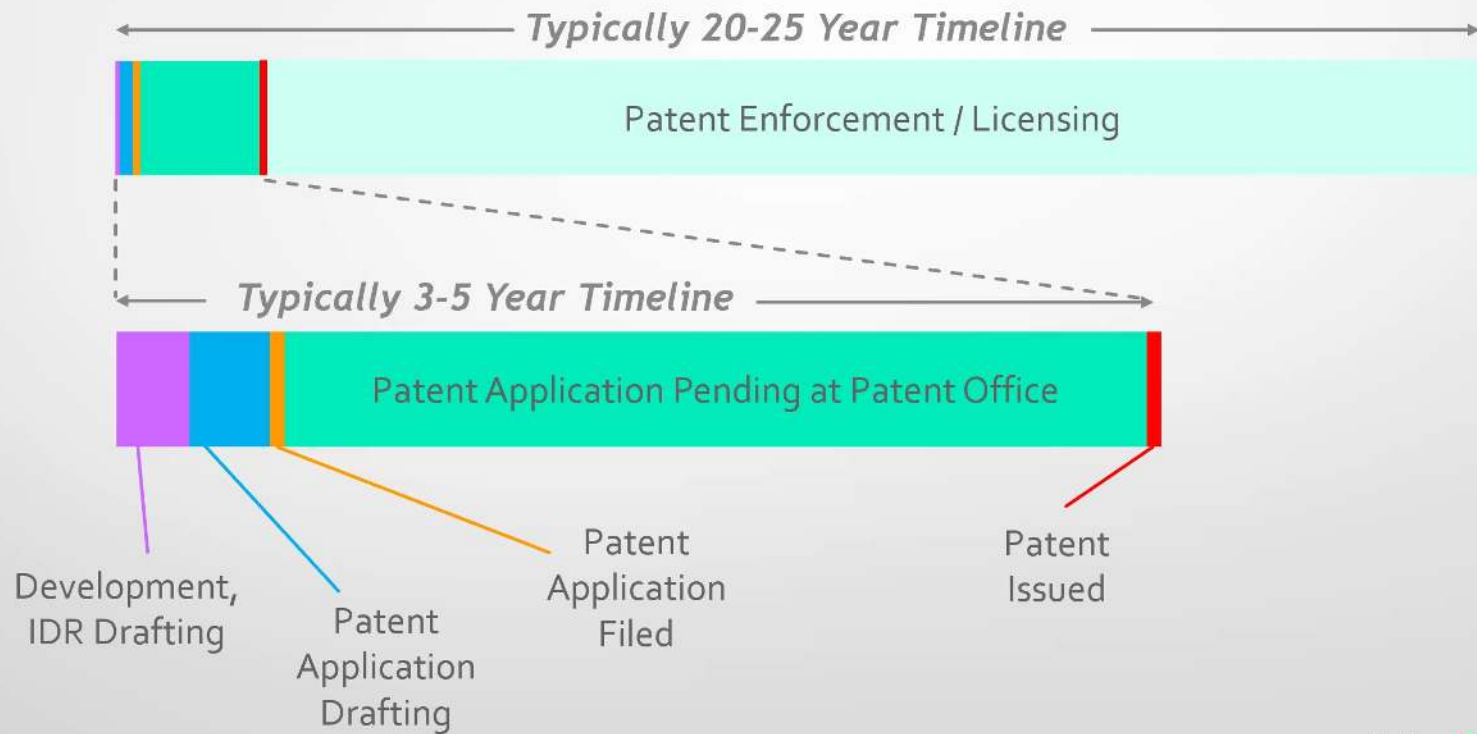 Typically 20-25 Year Timeline
Patent Enforcement / Licensing
Typically 3-5 Year Timeline
Patent Application Pending at Patent Office
Development,
IDR Drafting
Patent
Application
Drafting
Patent
Application
Filed
Patent
Issued